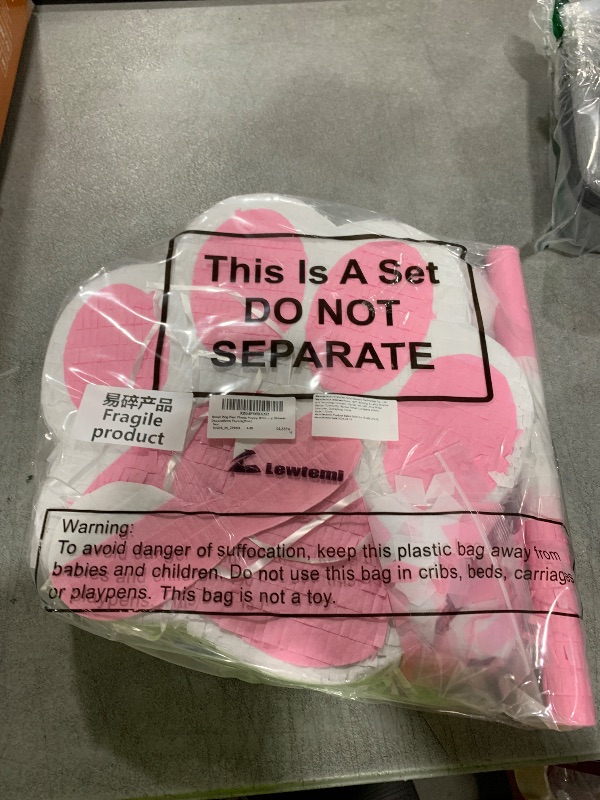 This Is A Set
DO NOT
SEPARATE
易碎产品
Fragile
product
Lewtemi
Warning:
To avoid danger of suffocation, keep this plastic bag away from
babies and children. Do not use this bag in cribs, beds, carriages
or playpens. This bag is not a toy.